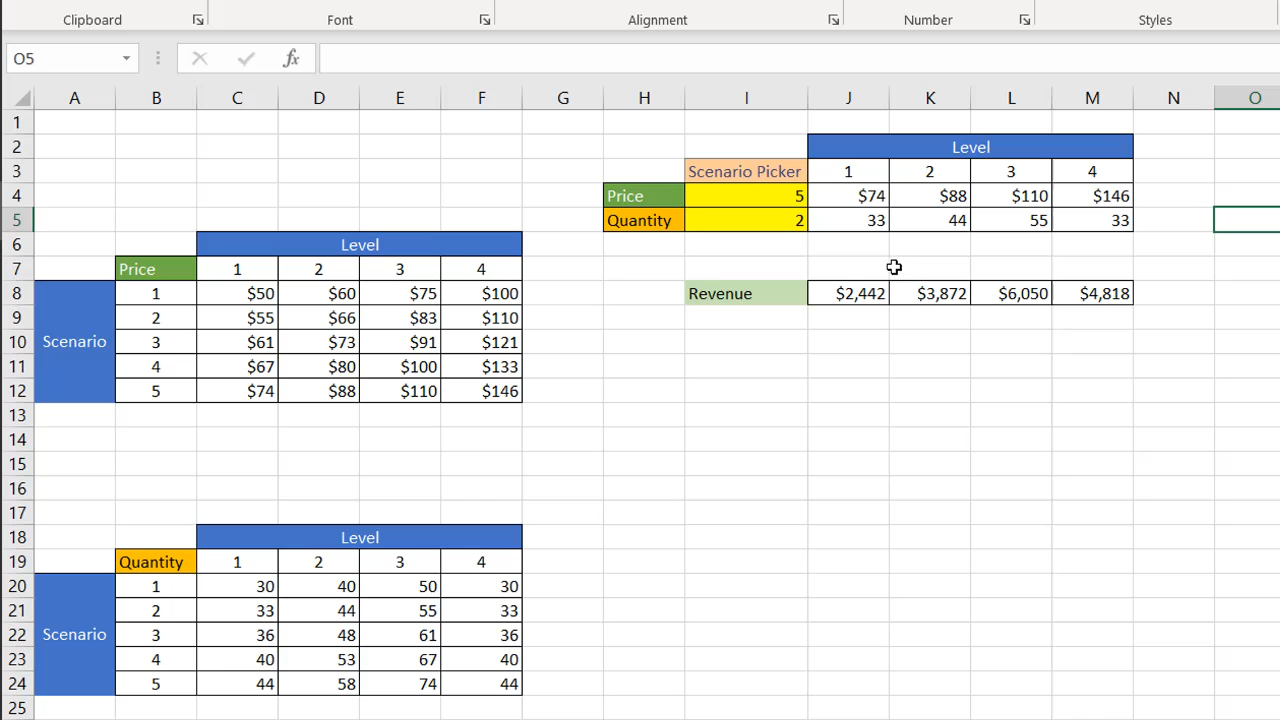 Clipboard Font Alignment Number Styles
O5 fx
A B C D E F G H I J K L M N O
1
2 Level
3 Scenario Picker 1 2 3 4
4 Price 5 $74 $88 $110 $146
5 Quantity 2 33 44 55 33
6 Level
7 Price 1 2 3 4
8 1 $50 $60 $75 $100 Revenue $2,442 $3,872 $6,050 $4,818
9 2 $55 $66 $83 $110
10 Scenario 3 $61 $73 $91 $121
11 4 $67 $80 $100 $133
12 5 $74 $88 $110 $146
13
14
15
16
17
18 Level
19 Quantity 1 2 3 4
20 1 30 40 50 30
21 2 33 44 55 33
22 Scenario 3 36 48 61 36
23 4 40 53 67 40
24 5 44 58 74 44
25